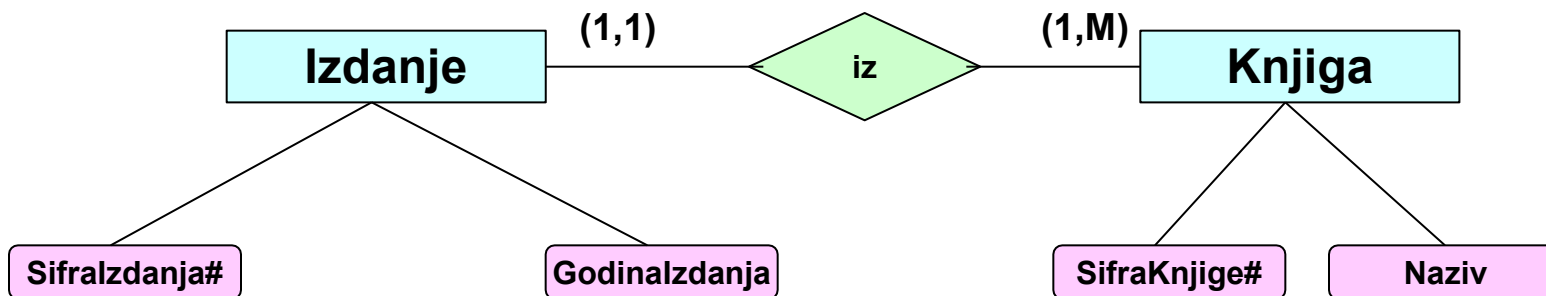 (1,1)
(1,M)
Izdanje
iz
Knjiga
SifraIzdanja#
GodinaIzdanja
SifraKnjige#
Naziv